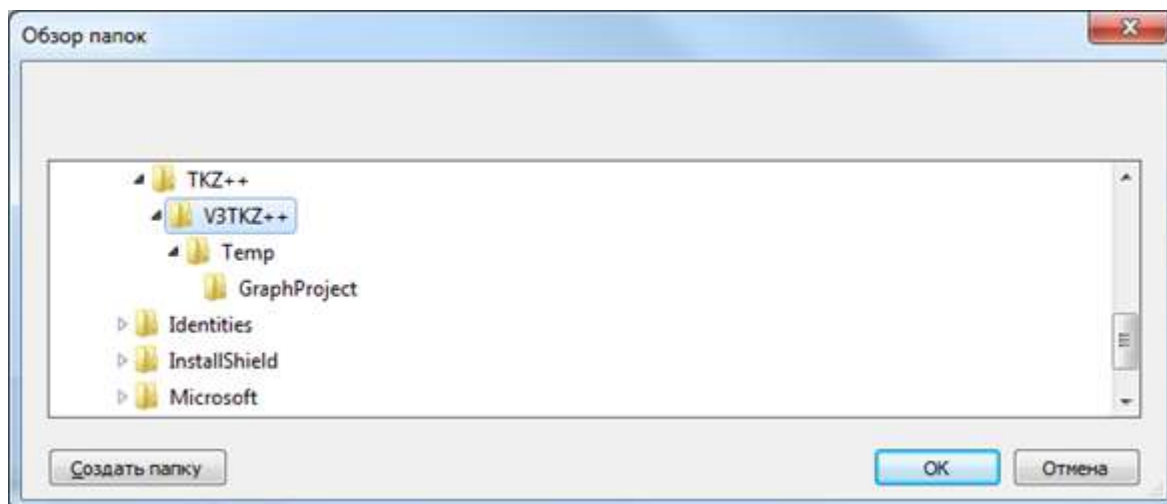 Обзор папок
TKZ++
V3TKZ++
Temp
GraphProject
Identities
InstallShield
Microsoft
Создать папку
OK
Отмена